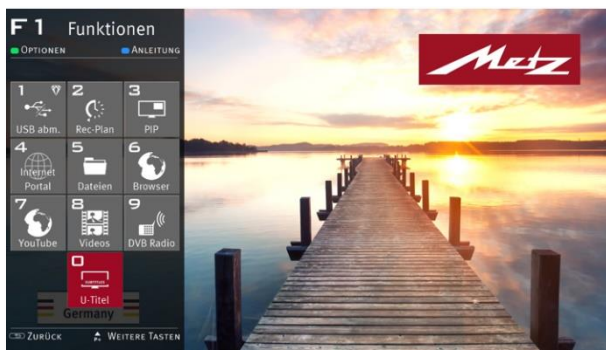 F 1 Funktionen
OPTIONEN ANLEITUNG
1 2 3
USB abm. Rec-Plan PIP
4 5 6
Internet
Portal Dateien Browser
7 8 9
YouTube Videos DVB Radio
0
SUBTITLES
U-Titel
Germany
ZURÜCK WEITERE TASTEN
Metz